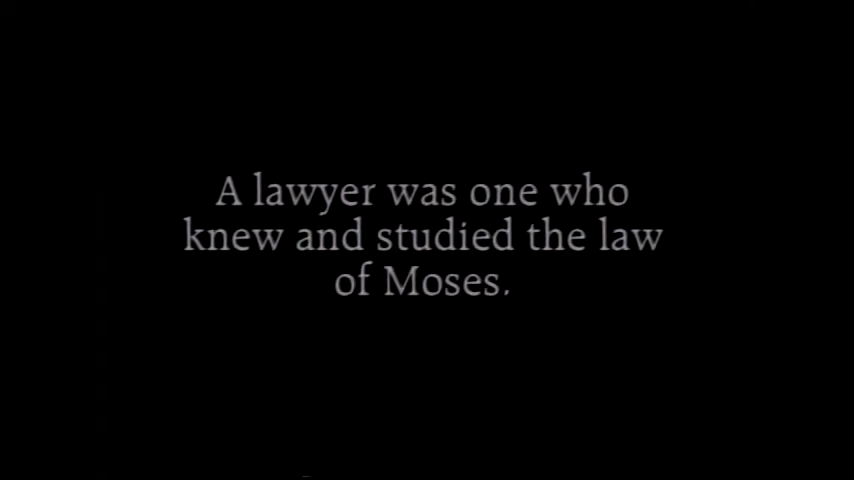 A lawyer was one who
knew and studied the law
of Moses.